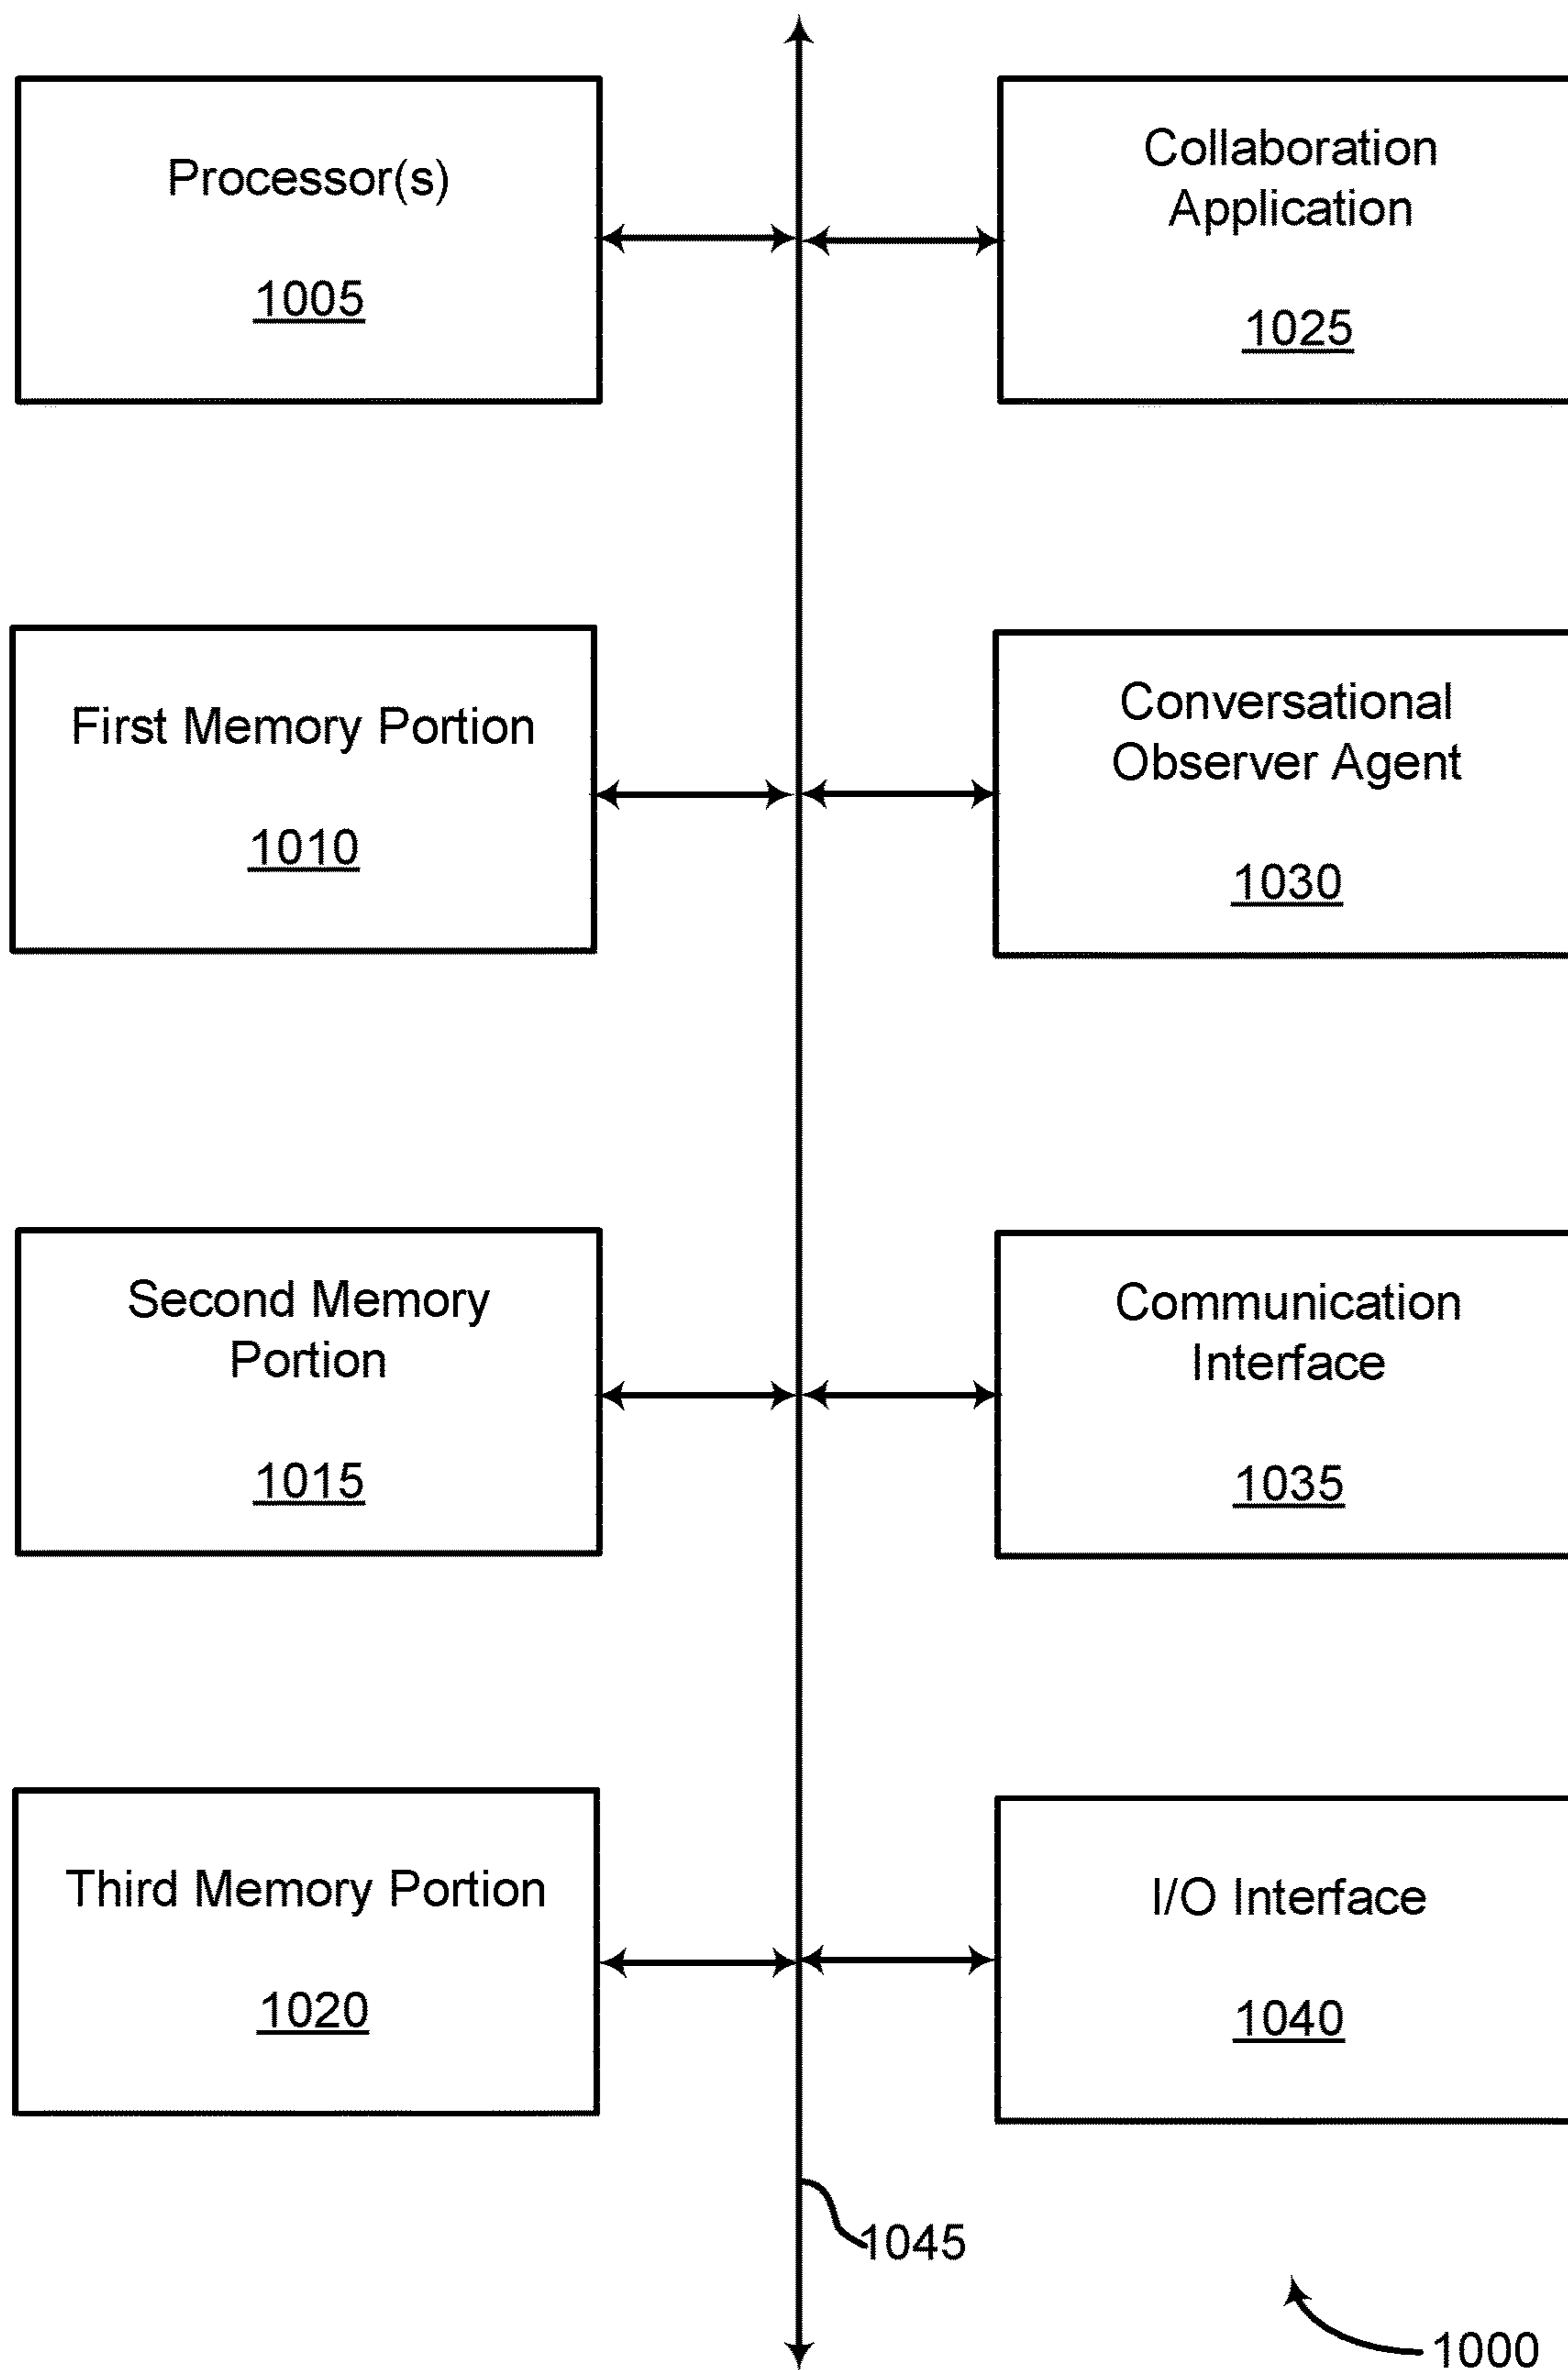 Processor(s)
1005
Collaboration
Application
1025
First Memory Portion
1010
Conversational
Observer Agent
1030
Second Memory
Portion
1015
Communication
Interface
1035
Third Memory Portion
1020
I/O Interface
1040
1045
1000